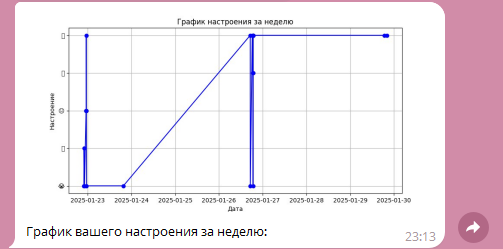 График настроения за неделю
Настроение
2025-01-23 2025-01-24 2025-01-25 2025-01-26 2025-01-27 2025-01-28 2025-01-29 2025-01-30
Дата
График вашего настроения за неделю:
23:13